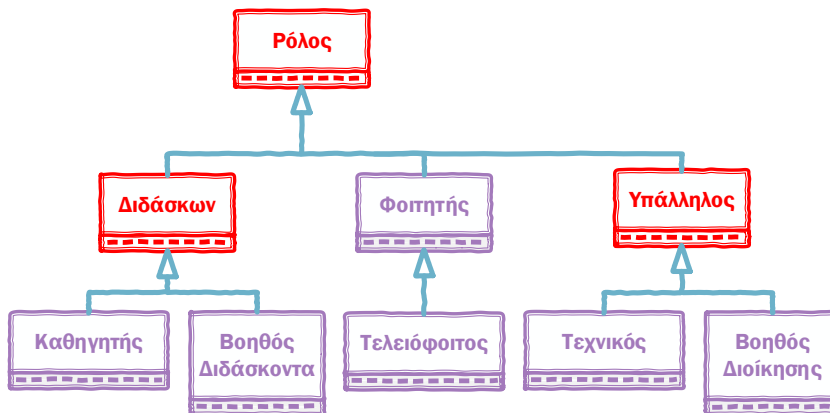 Ρόλος
Διδάσκων
Φοιτητής
Υπάλληλος
Καθηγητής
Βοηθός
Διδάσκοντα
Τελειόφοιτος
Τεχνικός
Βοηθός
Διοίκησης